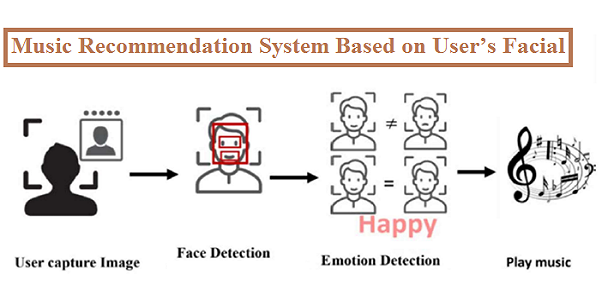 Music Recommendation System Based on User’s Facial
≠
=
Happy
User capture Image
Face Detection
Emotion Detection
Play music